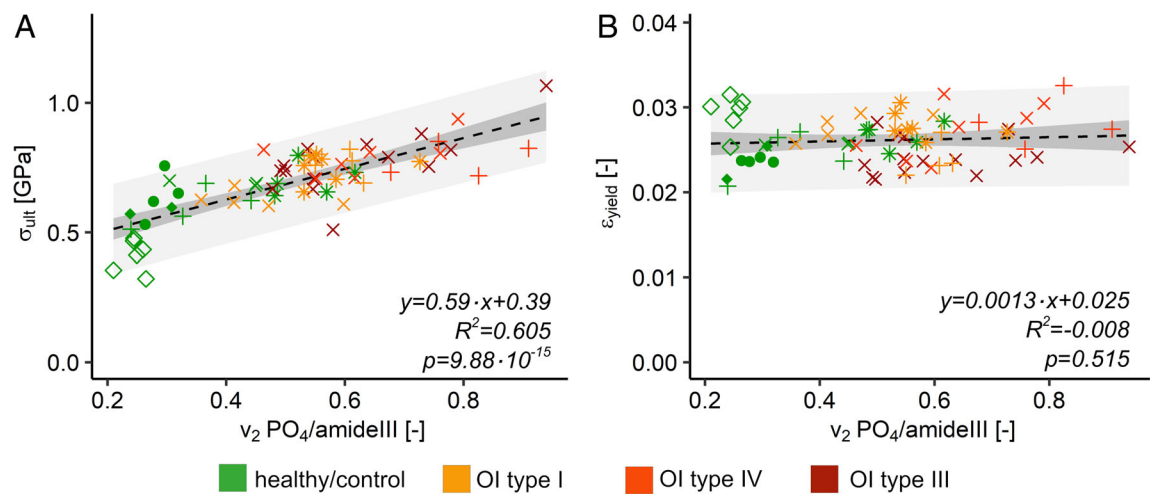 A
B
1.0
0.5
0.0
σult [GPa]
0.2
0.4
0.6
0.8
ν2 PO4/amideIII [-]
y=0.59·x+0.39
R2=0.605
p=9.88·10-15
0.04
0.03
0.02
0.01
0.00
εyield [-]
0.2
0.4
0.6
0.8
ν2 PO4/amideIII [-]
y=0.0013·x+0.025
R2=-0.008
p=0.515
healthy/control
OI type I
OI type IV
OI type III